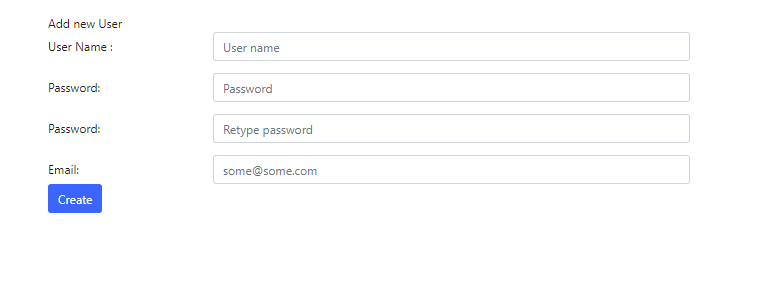 Add new User
User Name : User name
Password: Password
Password: Retype password
Email: some@some.com
Create